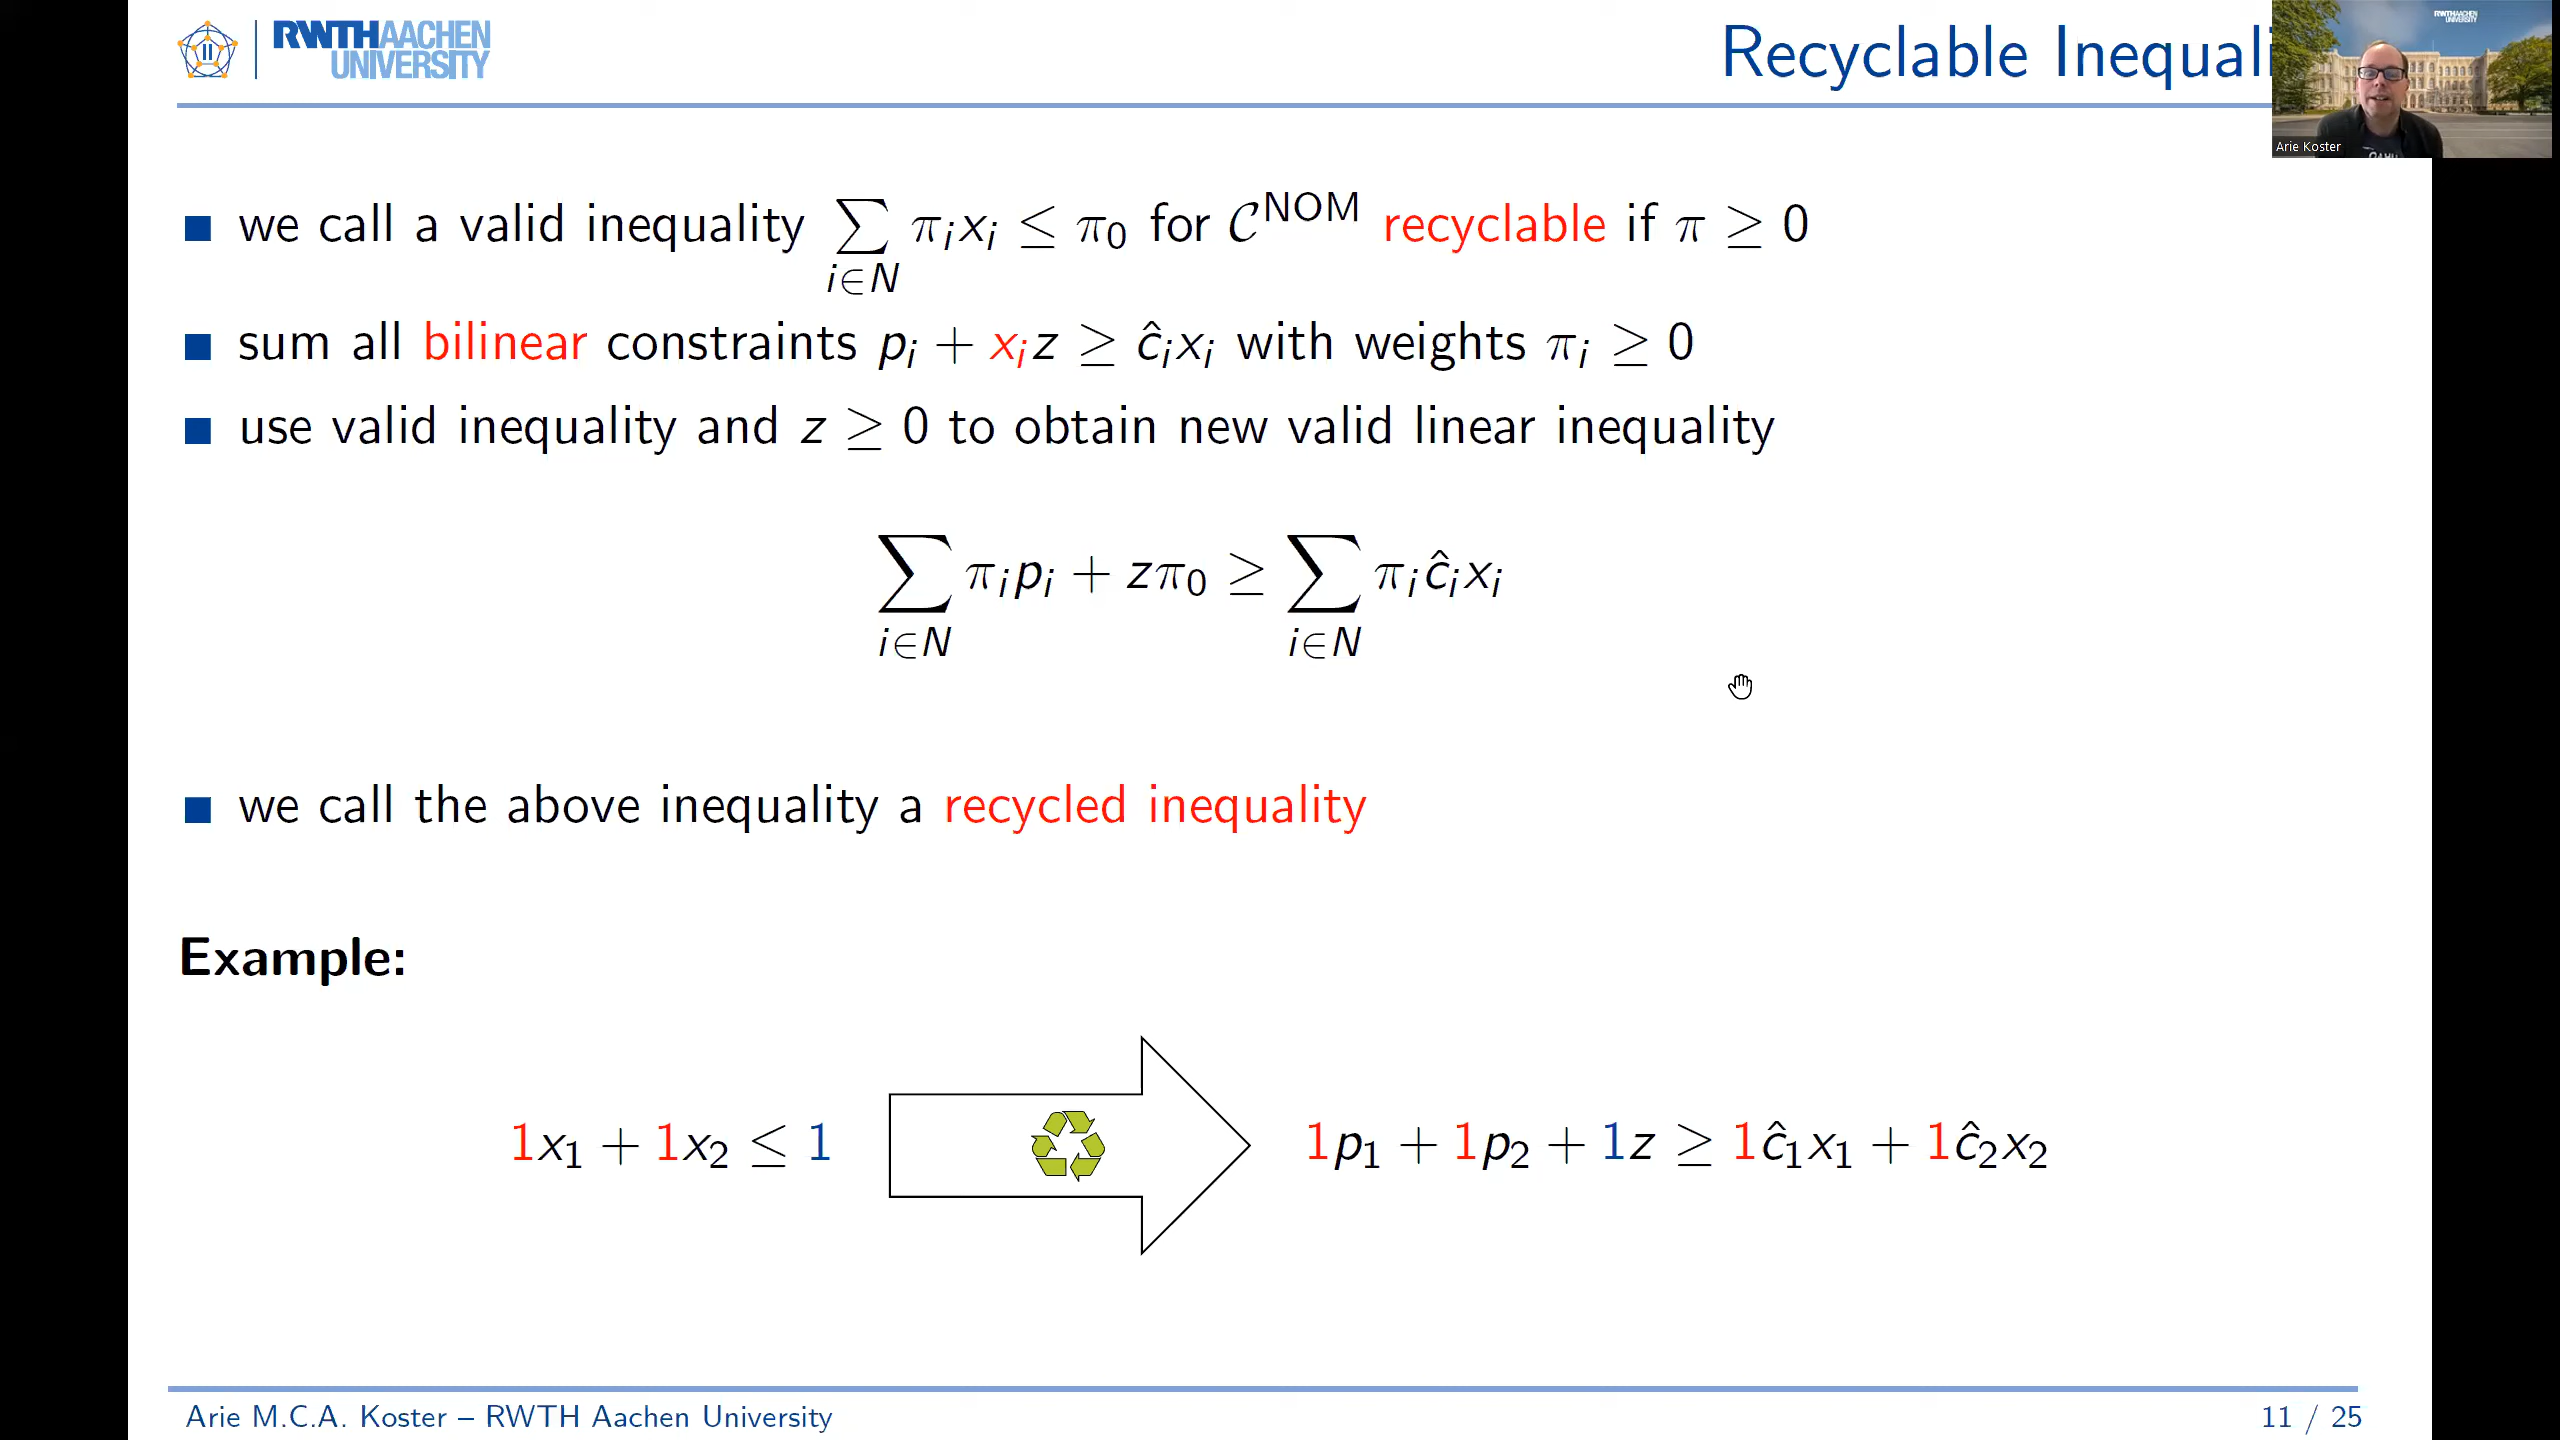 II
RWTHAACHEN
UNIVERSITY
Recyclable Inequali
RWTHAACHEN
UNIVERSITY
Arie Koster
■ we call a valid inequality ∑_{i∈N} π_i x_i ≤ π_0 for 𝒞^NOM recyclable if π ≥ 0
■ sum all bilinear constraints p_i + x_i z ≥ ĉ_i x_i with weights π_i ≥ 0
■ use valid inequality and z ≥ 0 to obtain new valid linear inequality
∑_{i∈N} π_i p_i + zπ_0 ≥ ∑_{i∈N} π_i ĉ_i x_i
■ we call the above inequality a recycled inequality
Example:
1x_1 + 1x_2 ≤ 1
1p_1 + 1p_2 + 1z ≥ 1ĉ_1 x_1 + 1ĉ_2 x_2
Arie M.C.A. Koster – RWTH Aachen University
11 / 25